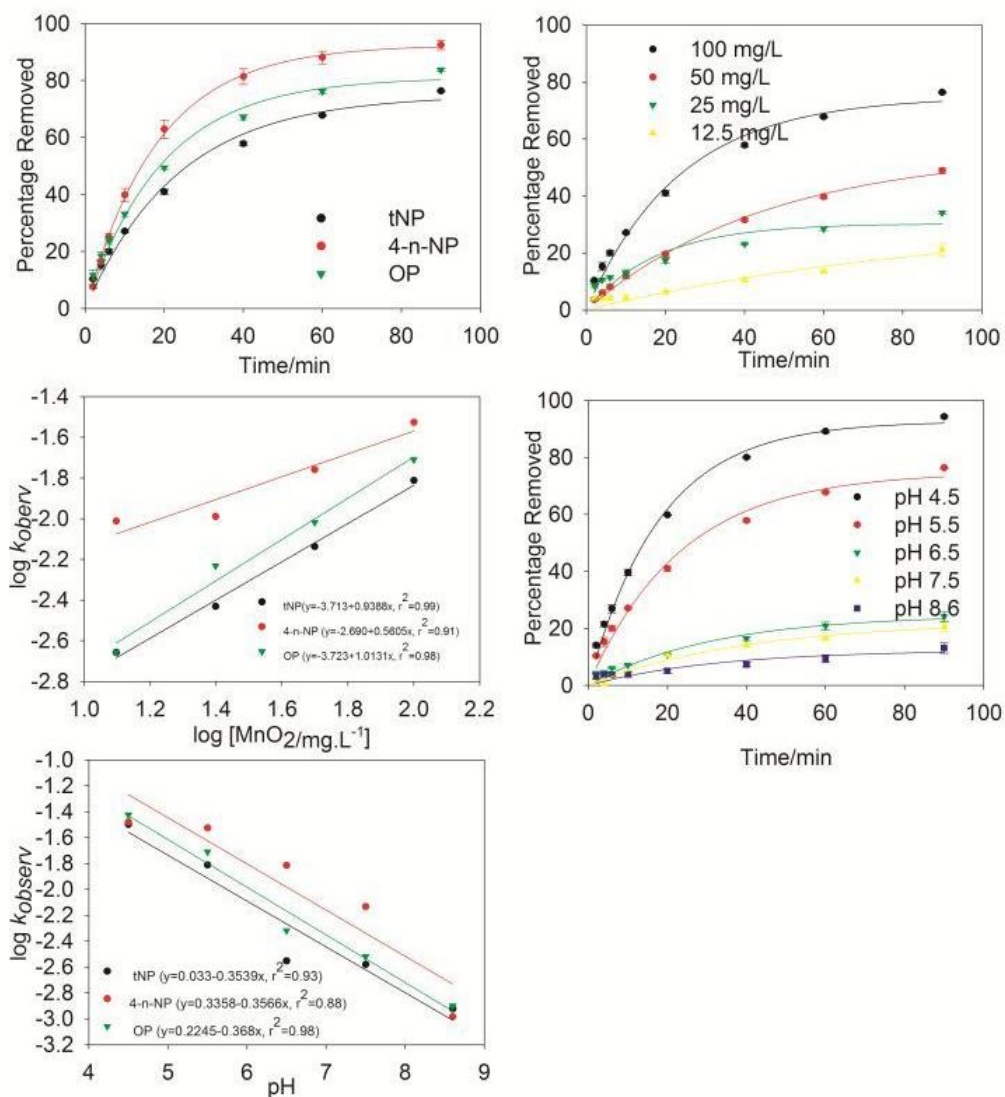 100
80
60
40
20
0
Percentage Removed
tNP
4-n-NP
OP
0 20 40 60 80 100
Time/min
100
80
60
40
20
0
Pencentage Removed
100 mg/L
50 mg/L
25 mg/L
12.5 mg/L
0 20 40 60 80 100
Time/min
-1.4
-1.6
-1.8
-2.0
-2.2
-2.4
-2.6
-2.8
log koberv
tNP(y=-3.713+0.9388x, r²=0.99)
4-n-NP(y=-2.690+0.5605x, r²=0.91)
OP(y=-3.723+1.0131x, r²=0.98)
1.0 1.2 1.4 1.6 1.8 2.0 2.2
log [MnO₂/mg.L⁻¹]
100
80
60
40
20
0
Percentage Removed
pH 4.5
pH 5.5
pH 6.5
pH 7.5
pH 8.6
0 20 40 60 80 100
Time/min
-1.0
-1.2
-1.4
-1.6
-1.8
-2.0
-2.2
-2.4
-2.6
-2.8
-3.0
-3.2
log kobserv
tNP (y=0.033-0.3539x, r²=0.93)
4-n-NP (y=0.3358-0.3566x, r²=0.88)
OP (y=0.2245-0.368x, r²=0.98)
4 5 6 7 8 9
pH